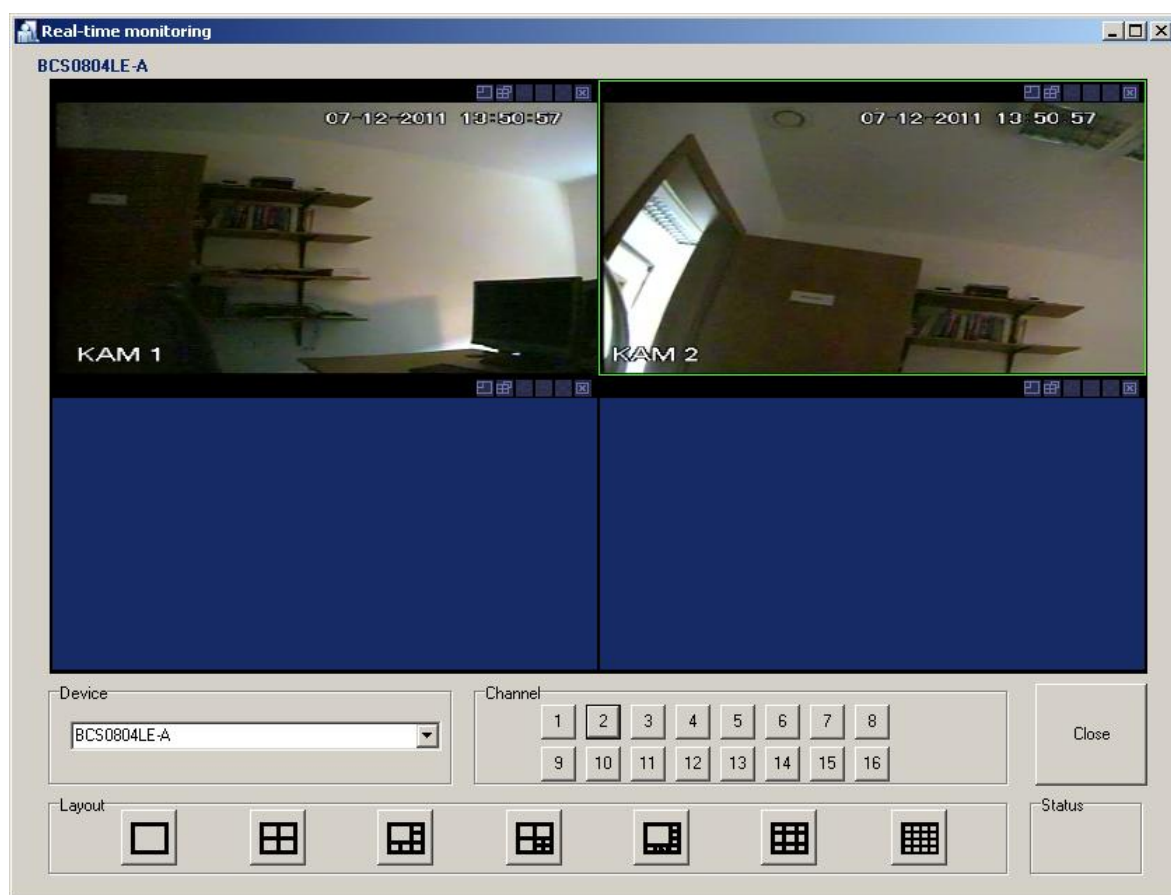 Real-time monitoring
BCS0804LE-A
07-12-2011 13:50:57
07-12-2011 13:50:57
KAM 1
KAM 2
Device
BCS0804LE-A
Channel
1 2 3 4 5 6 7 8
9 10 11 12 13 14 15 16
Close
Layout
Status